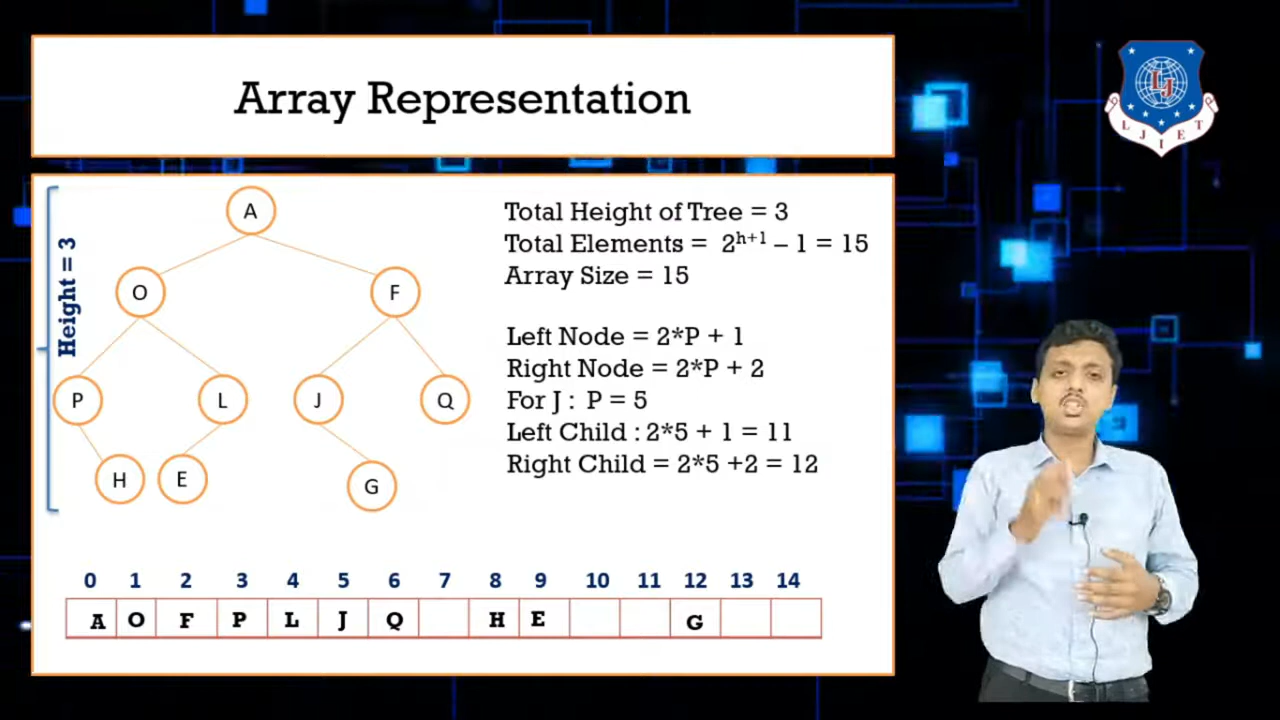 Array Representation
LJ
LJIET
Height = 3
A
O F
P L J Q
H E G
Total Height of Tree = 3
Total Elements = 2^{h+1} – 1 = 15
Array Size = 15
Left Node = 2*P + 1
Right Node = 2*P + 2
For J : P = 5
Left Child : 2*5 + 1 = 11
Right Child = 2*5 +2 = 12
0 1 2 3 4 5 6 7 8 9 10 11 12 13 14
A O F P L J Q H E G